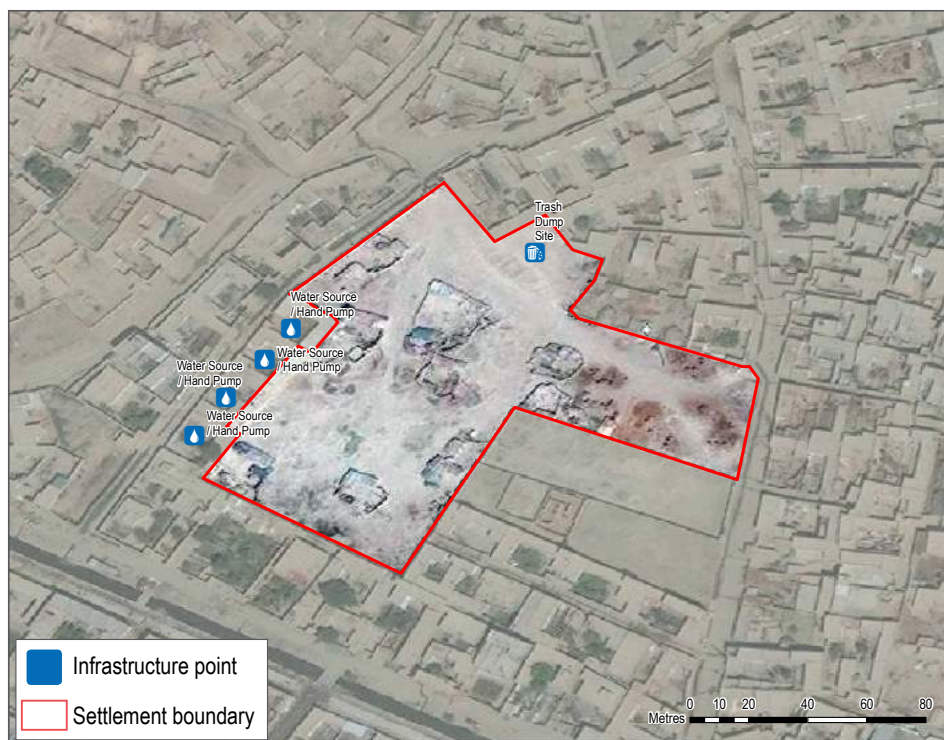 Trash
Dump
Site
Water Source
/ Hand Pump
Water Source
/ Hand Pump
Water Source
/ Hand Pump
Water Source
/ Hand Pump
Infrastructure point
Settlement boundary
0 20 40 60 80
Metres